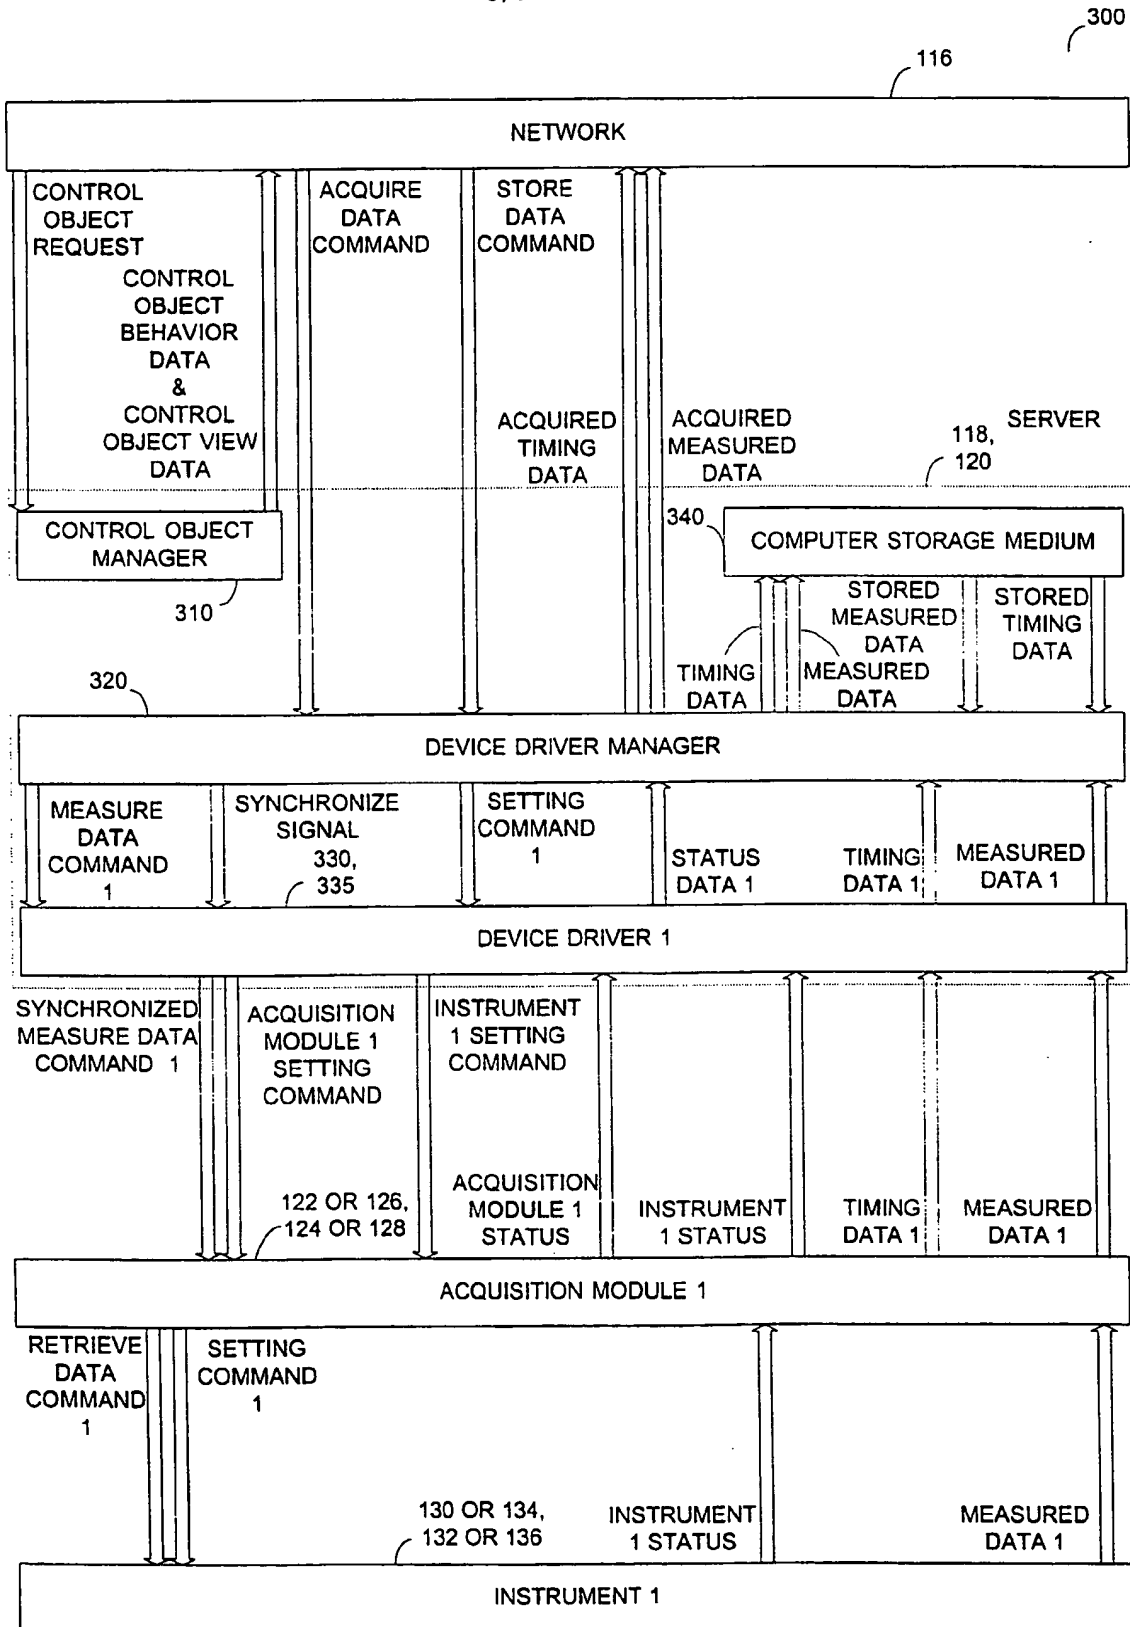 300
116
NETWORK
CONTROL
OBJECT
REQUEST
CONTROL
OBJECT
BEHAVIOR
DATA
&
CONTROL
OBJECT VIEW
DATA
ACQUIRE
DATA
COMMAND
STORE
DATA
COMMAND
ACQUIRED
TIMING
DATA
ACQUIRED
MEASURED
DATA
SERVER
118,
120
CONTROL OBJECT
MANAGER
310
340
COMPUTER STORAGE MEDIUM
TIMING
DATA
STORED
MEASURED
DATA
MEASURED
DATA
STORED
TIMING
DATA
320
DEVICE DRIVER MANAGER
MEASURE
DATA
COMMAND
1
SYNCHRONIZE
SIGNAL
330,
335
SETTING
COMMAND
1
STATUS
DATA 1
TIMING
DATA 1
MEASURED
DATA 1
DEVICE DRIVER 1
SYNCHRONIZED
MEASURE DATA
COMMAND 1
ACQUISITION
MODULE 1
SETTING
COMMAND
INSTRUMENT
1 SETTING
COMMAND
122 OR 126,
124 OR 128
ACQUISITION
MODULE 1
STATUS
INSTRUMENT
1 STATUS
TIMING
DATA 1
MEASURED
DATA 1
ACQUISITION MODULE 1
RETRIEVE
DATA
COMMAND
1
SETTING
COMMAND
1
130 OR 134,
132 OR 136
INSTRUMENT
1 STATUS
MEASURED
DATA 1
INSTRUMENT 1